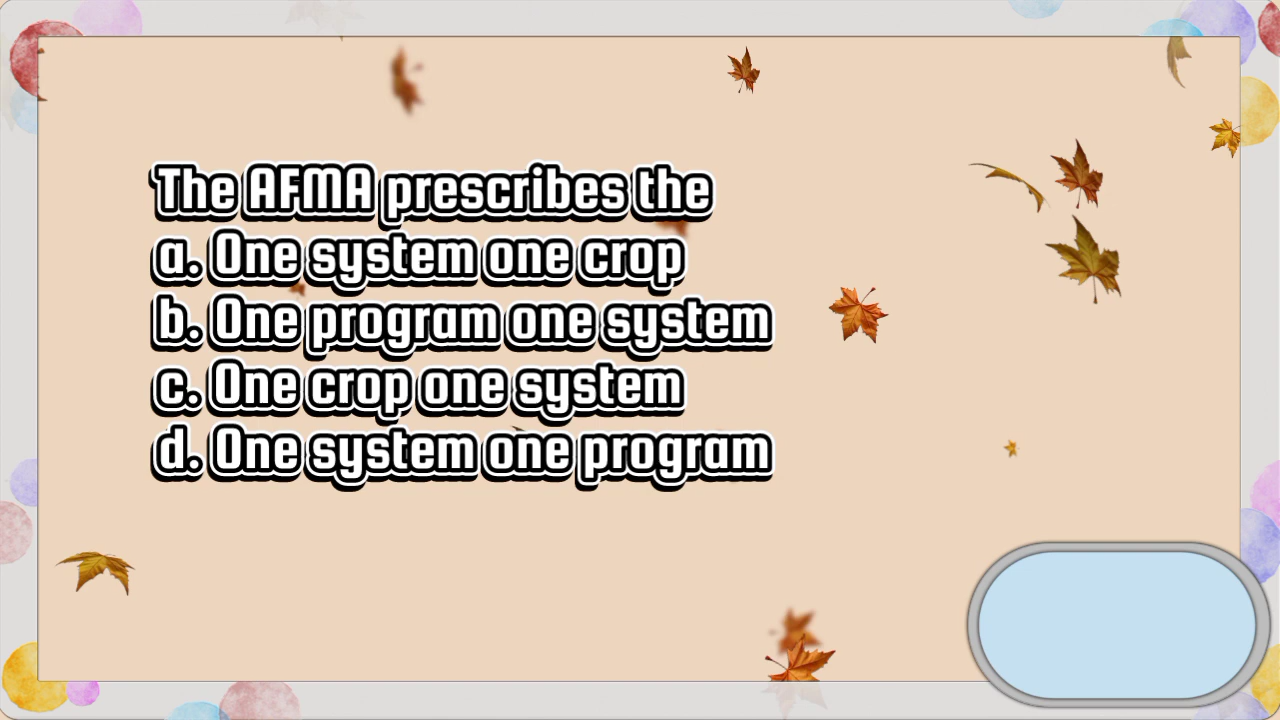 The AFMA prescribes the
a. One system one crop
b. One program one system
c. One crop one system
d. One system one program